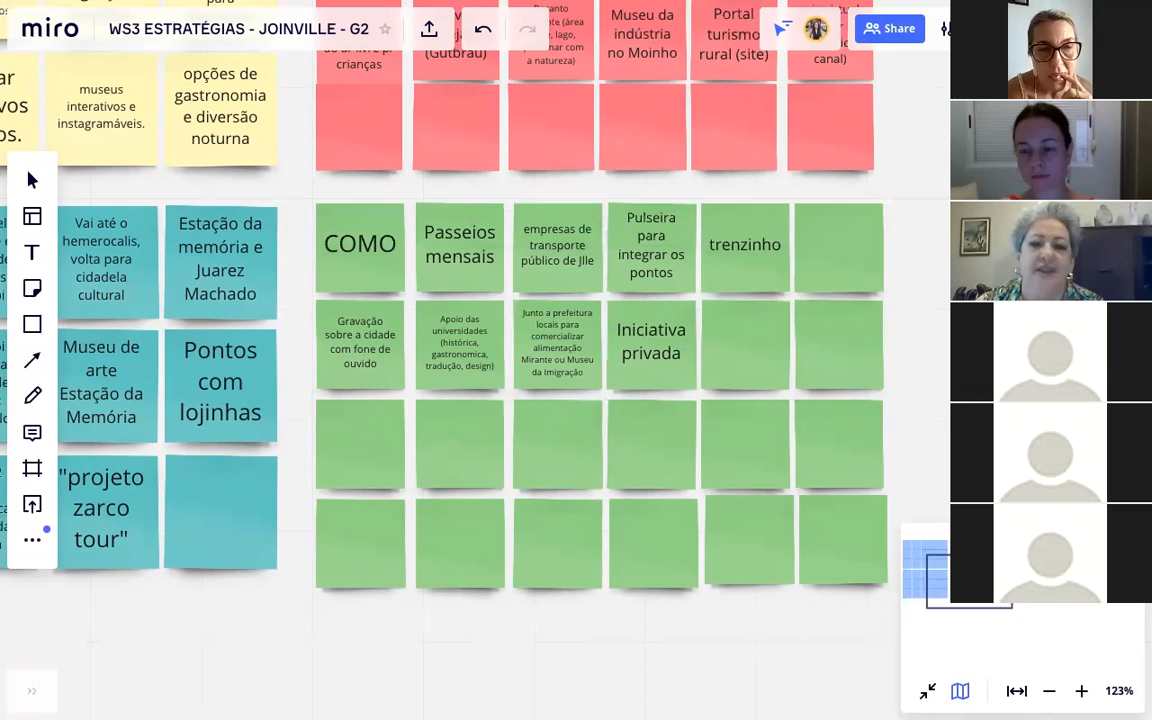 miro
WS3 ESTRATÉGIAS - JOINVILLE - G2
Share
crianças
(Gutbrau)
a natureza)
Museu da
indústria
no Moinho
Portal
turismo
rural (site)
canal)
museus
interativos e
instagramáveis.
opções de
gastronomia
e diversão
noturna
Vai até o
hemerocalis,
volta para
cidadela
cultural
Estação da
memória e
Juarez
Machado
Museu de
arte
Estação da
Memória
Pontos
com
lojinhas
"projeto
zarco
tour"
COMO
Passeios
mensais
empresas de
transporte
público de Jlle
Pulseira
para
integrar os
pontos
trenzinho
Gravação
sobre a cidade
com fone de
ouvido
Apoio das
universidades
(histórica,
gastronomica,
tradução, design)
Junto a prefeitura
locais para
comercializar
alimentação
Mirante ou Museu
da Imigração
Iniciativa
privada
123%